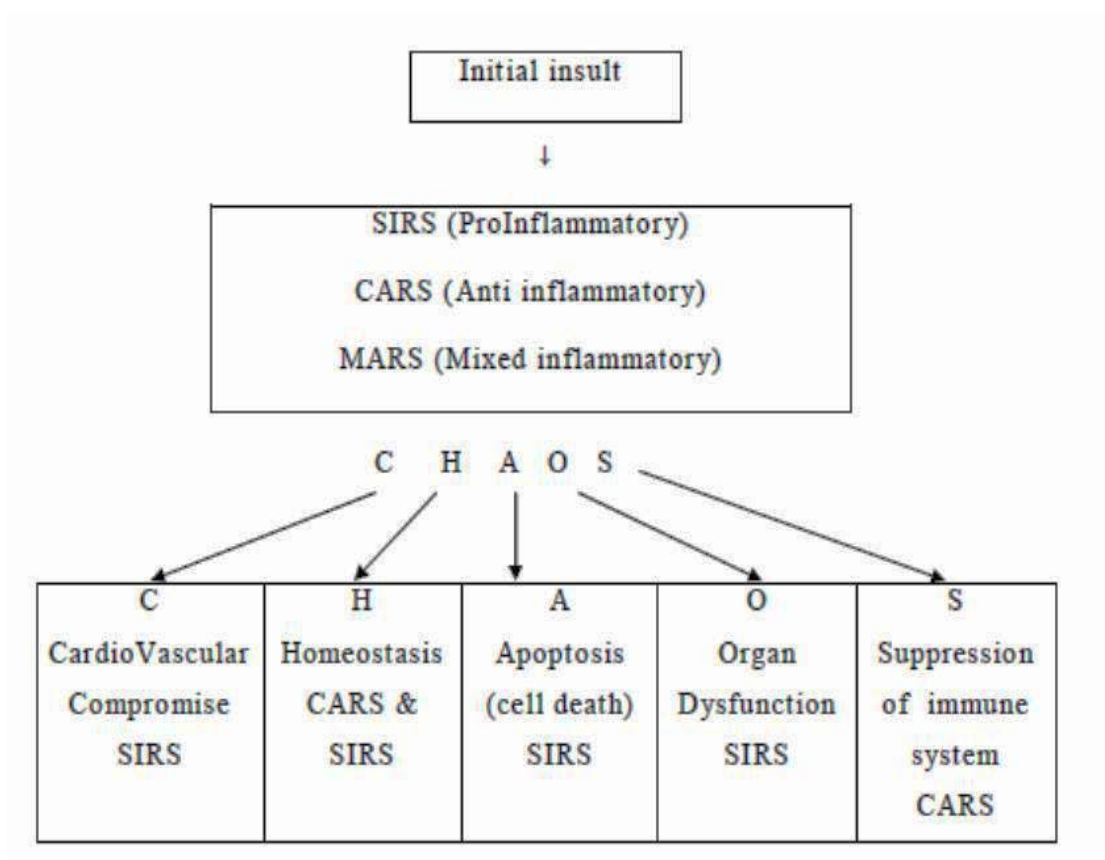 Initial insult
↓
SIRS (ProInflammatory)
CARS (Anti inflammatory)
MARS (Mixed inflammatory)
C H A O S
C
CardioVascular
Compromise
SIRS
H
Homeostasis
CARS &
SIRS
A
Apoptosis
(cell death)
SIRS
O
Organ
Dysfunction
SIRS
S
Suppression
of immune
system
CARS